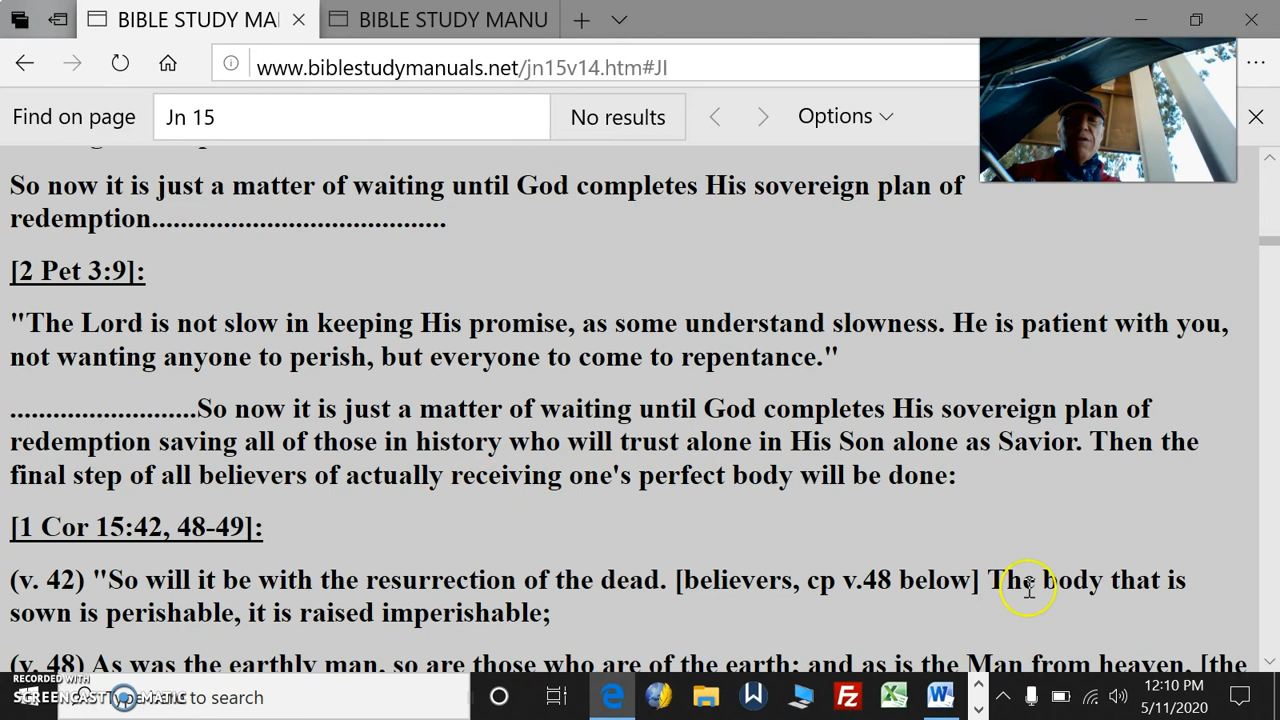 BIBLE STUDY MA
BIBLE STUDY MANU
www.biblestudymanuals.net/jn15v14.htm#JI
Find on page
Jn 15
No results
Options
So now it is just a matter of waiting until God completes His sovereign plan of
redemption.........................................
[2 Pet 3:9]:
"The Lord is not slow in keeping His promise, as some understand slowness. He is patient with you,
not wanting anyone to perish, but everyone to come to repentance."
..........................So now it is just a matter of waiting until God completes His sovereign plan of
redemption saving all of those in history who will trust alone in His Son alone as Savior. Then the
final step of all believers of actually receiving one's perfect body will be done:
[1 Cor 15:42, 48-49]:
(v. 42) "So will it be with the resurrection of the dead. [believers, cp v.48 below] The body that is
sown is perishable, it is raised imperishable;
(v. 48) As was the earthly man, so are those who are of the earth; and as is the Man from heaven, [the
RECORDED WITH
SCREENCAST MATIC
Type here to search
12:10 PM
5/11/2020